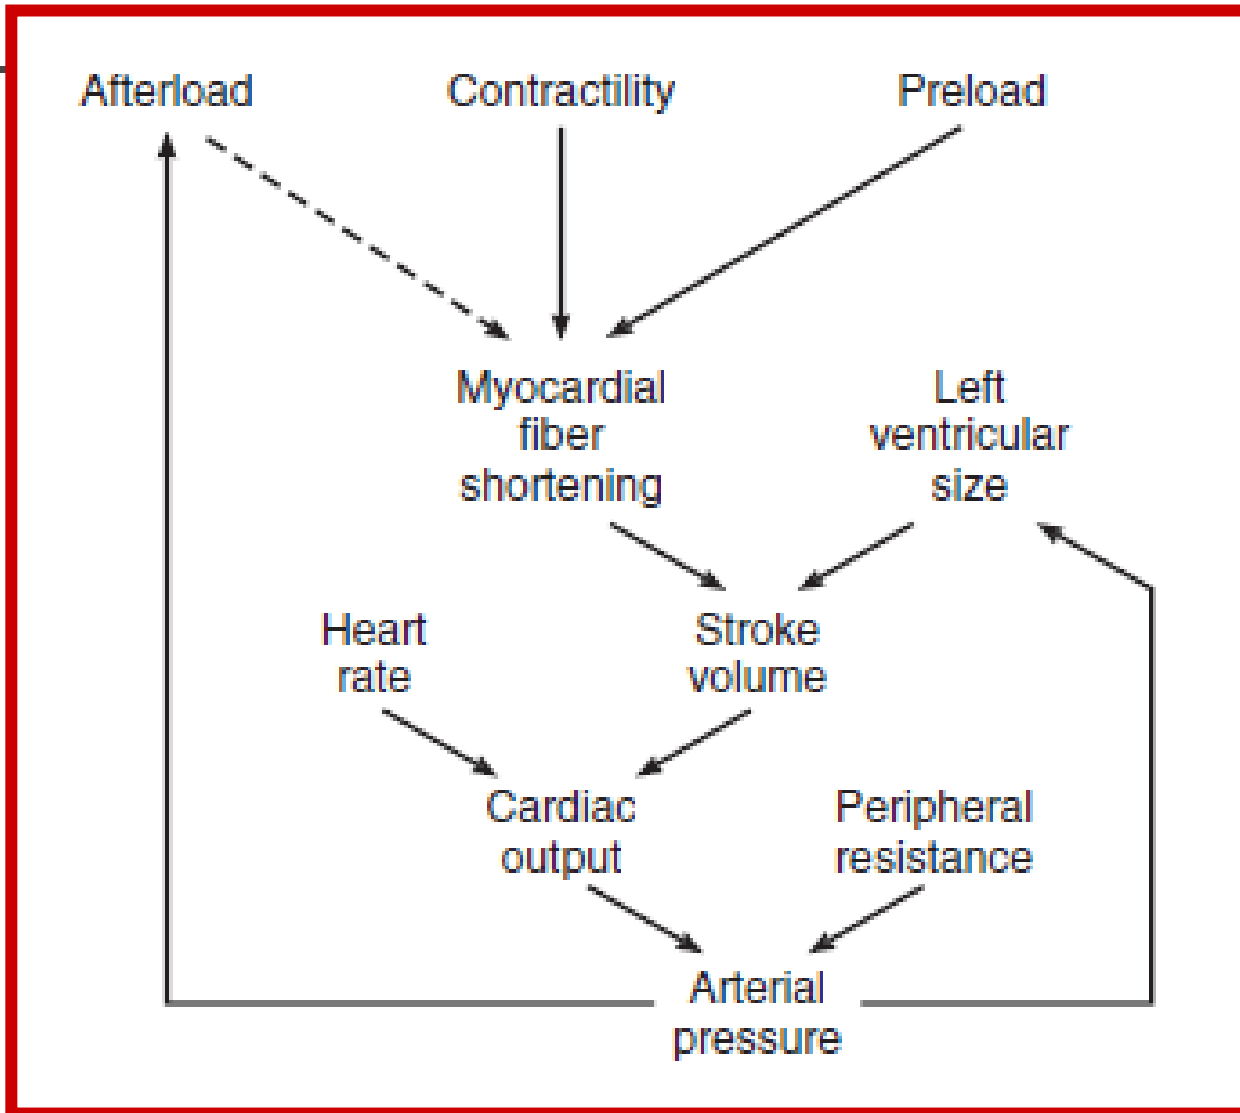 Afterload Contractility Preload
Myocardial
fiber
shortening
Left
ventricular
size
Heart
rate
Stroke
volume
Cardiac
output
Peripheral
resistance
Arterial
pressure